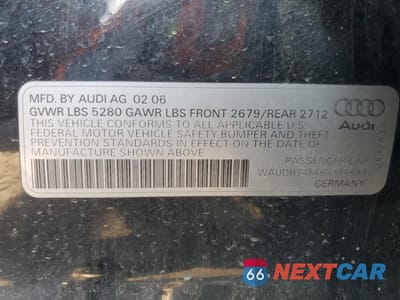 MFD. BY AUDI AG 02 06
GVWR LBS 5280 GAWR LBS FRONT 2679/REAR 2712
THIS VEHICLE CONFORMS TO ALL APPLICABLE U.S.
FEDERAL MOTOR VEHICLE SAFETY BUMPER AND THEFT
PREVENTION STANDARDS IN EFFECT ON THE DATE OF
MANUFACTURE SHOWN ABOVE
Audi
PASSENGER CAR
GERMANY
66 NEXTCAR